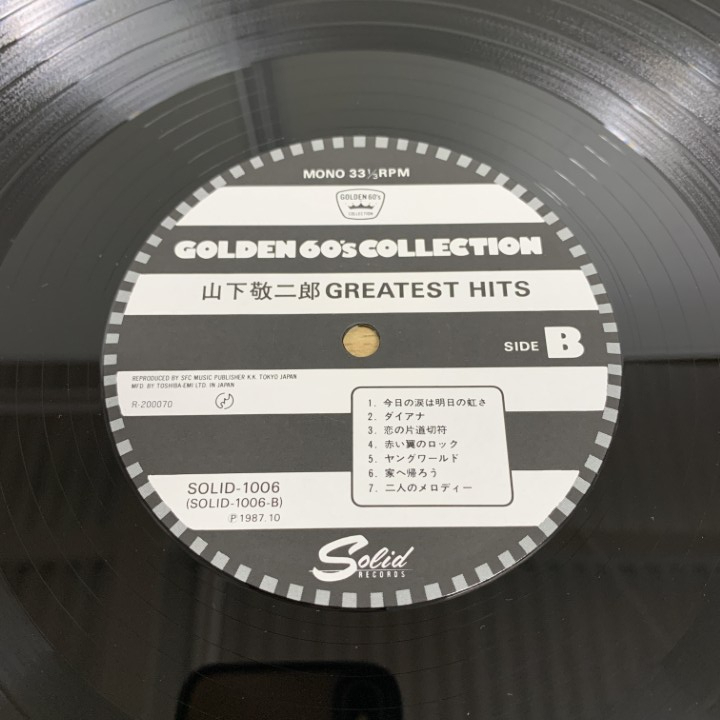 MONO 33⅓RPM
GOLDEN 60's
COLLECTION
GOLDEN 60'sCOLLECTION
山下敬二郎 GREATEST HITS
SIDE B
REPRODUCED BY SFC MUSIC PUBLISHER K.K. TOKYO JAPAN
MFD. BY TOSHIBA-EMI LTD. IN JAPAN
R-200070
1. 今日の涙は明日の虹さ
2. ダイアナ
3. 恋の片道切符
4. 赤い翼のロック
5. ヤングワールド
6. 家へ帰ろう
7. 二人のメロディー
SOLID-1006
(SOLID-1006-B)
Ⓟ1987.10
Solid
RECORDS